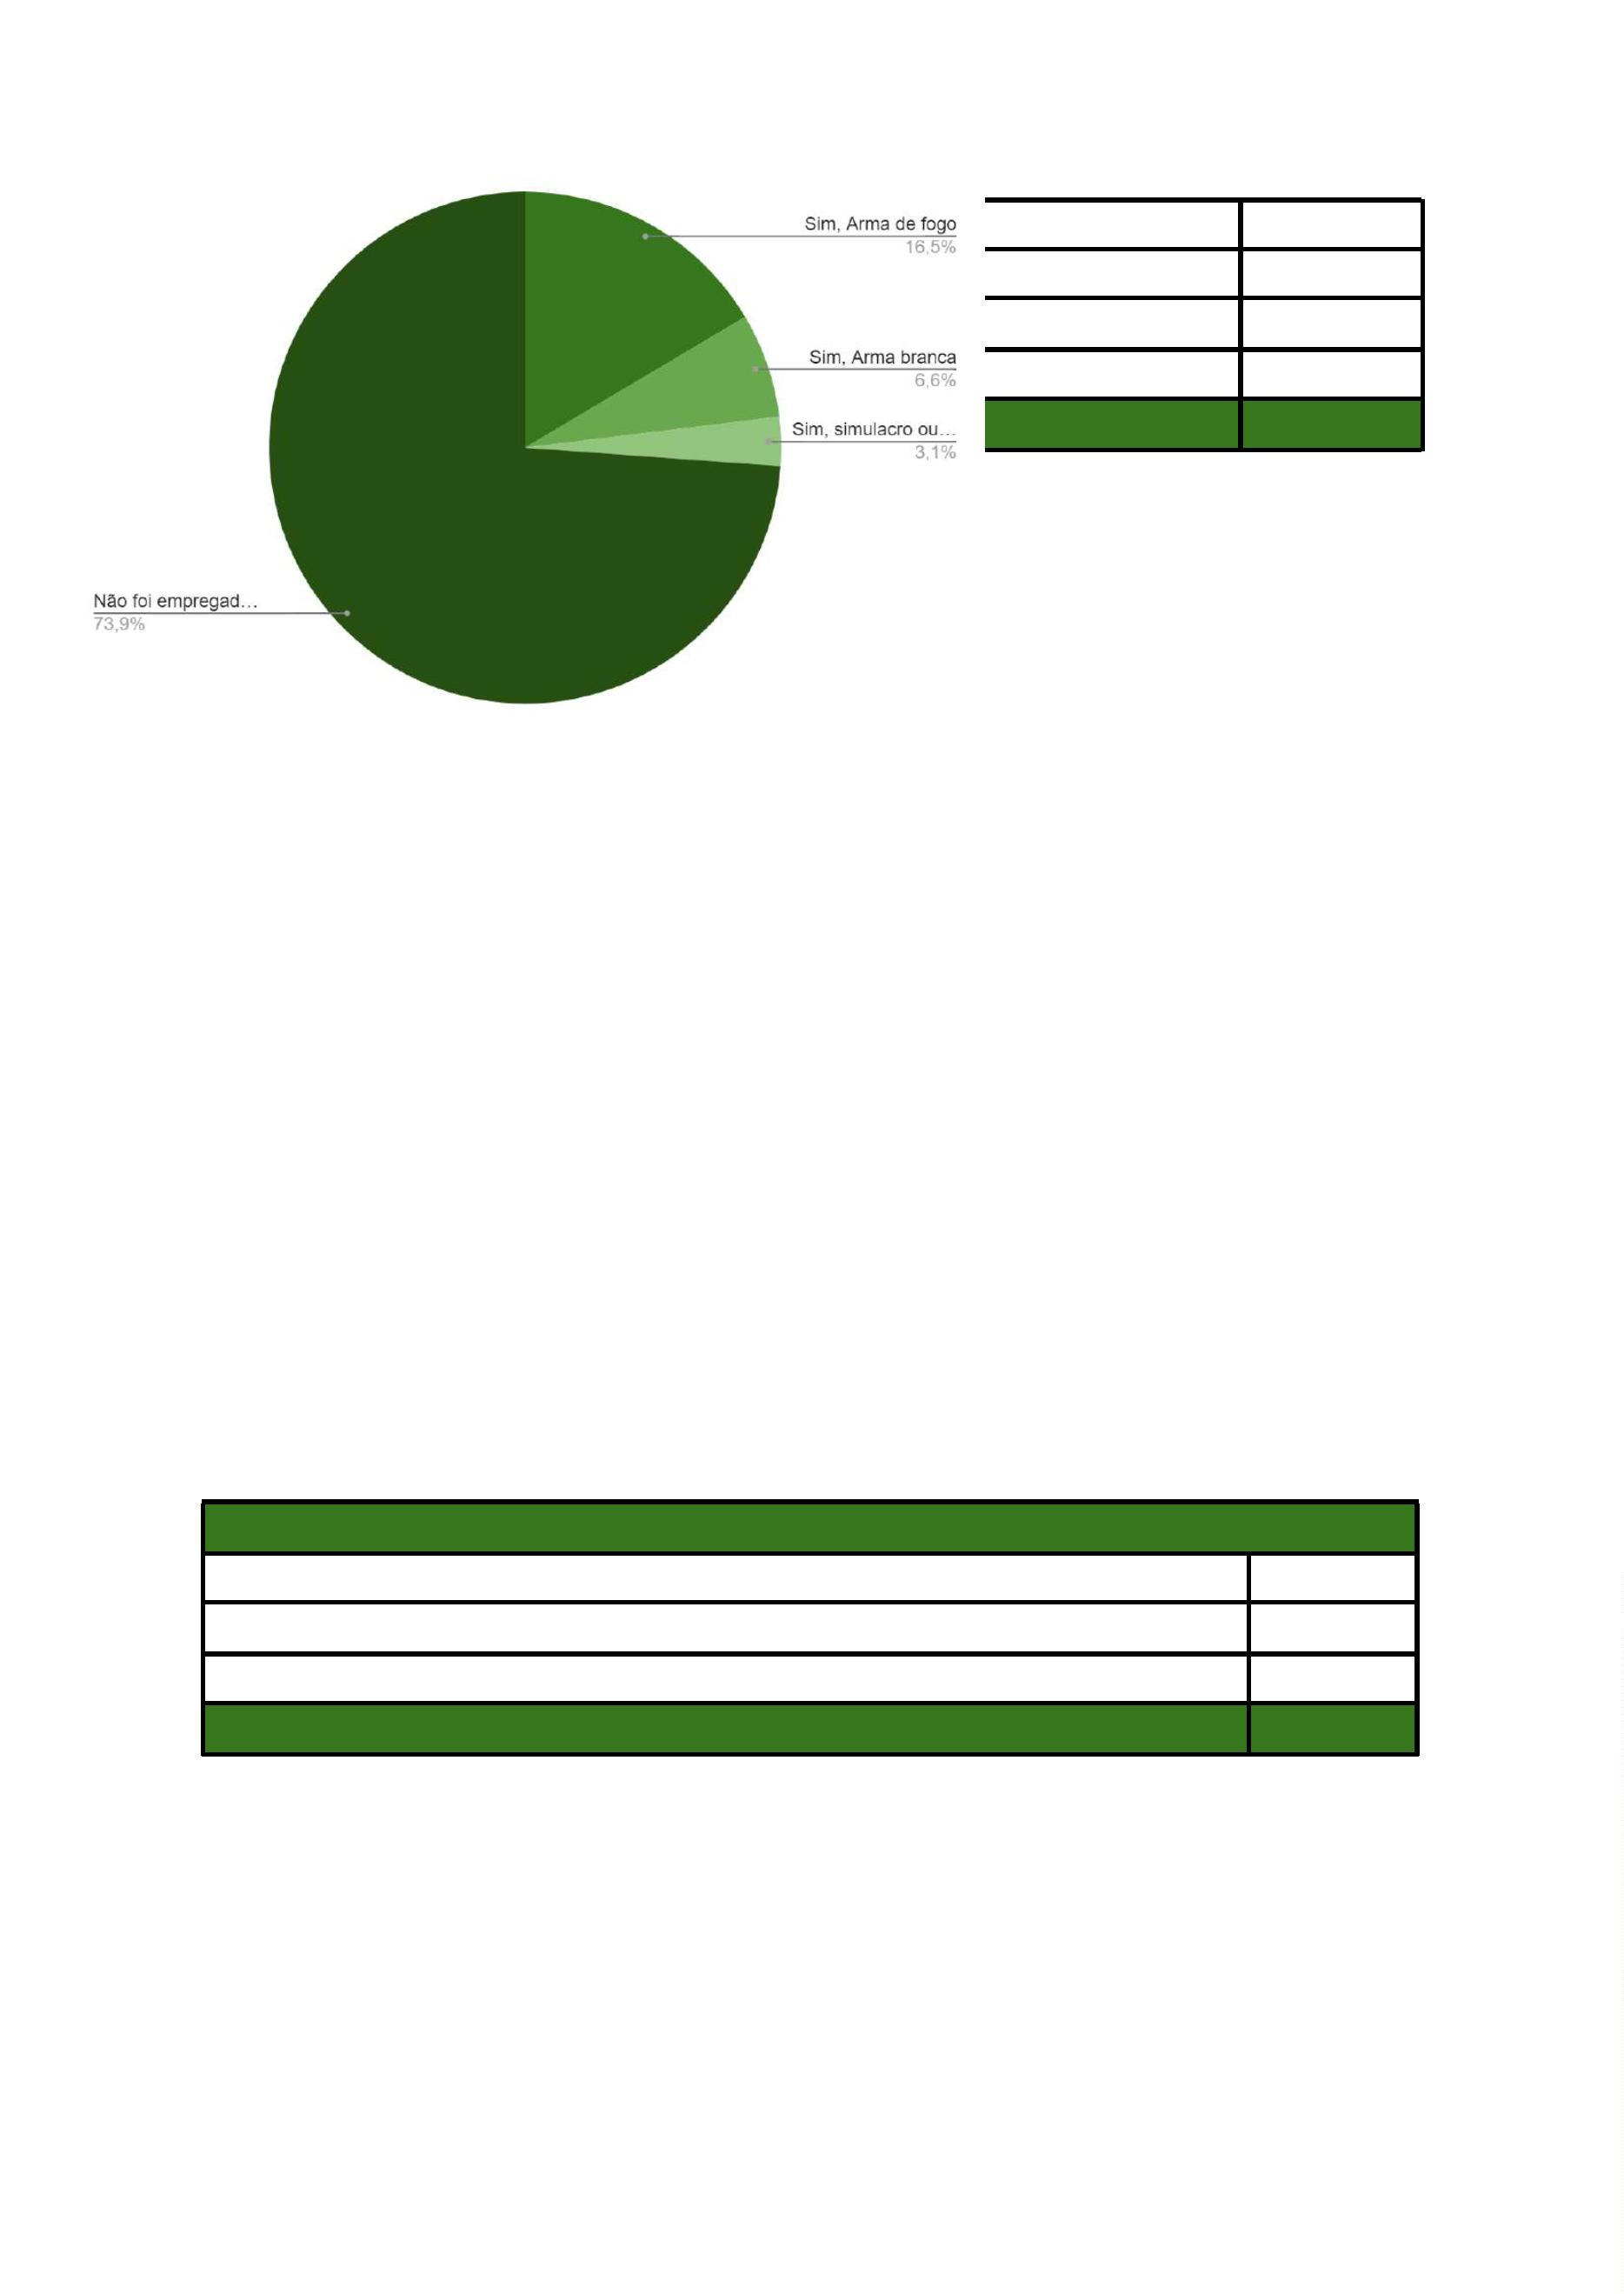 Sim, Arma de fogo
16,5%
Sim, Arma branca
6,6%
Sim, simulacro ou…
3,1%
Não foi empregad…
73,9%